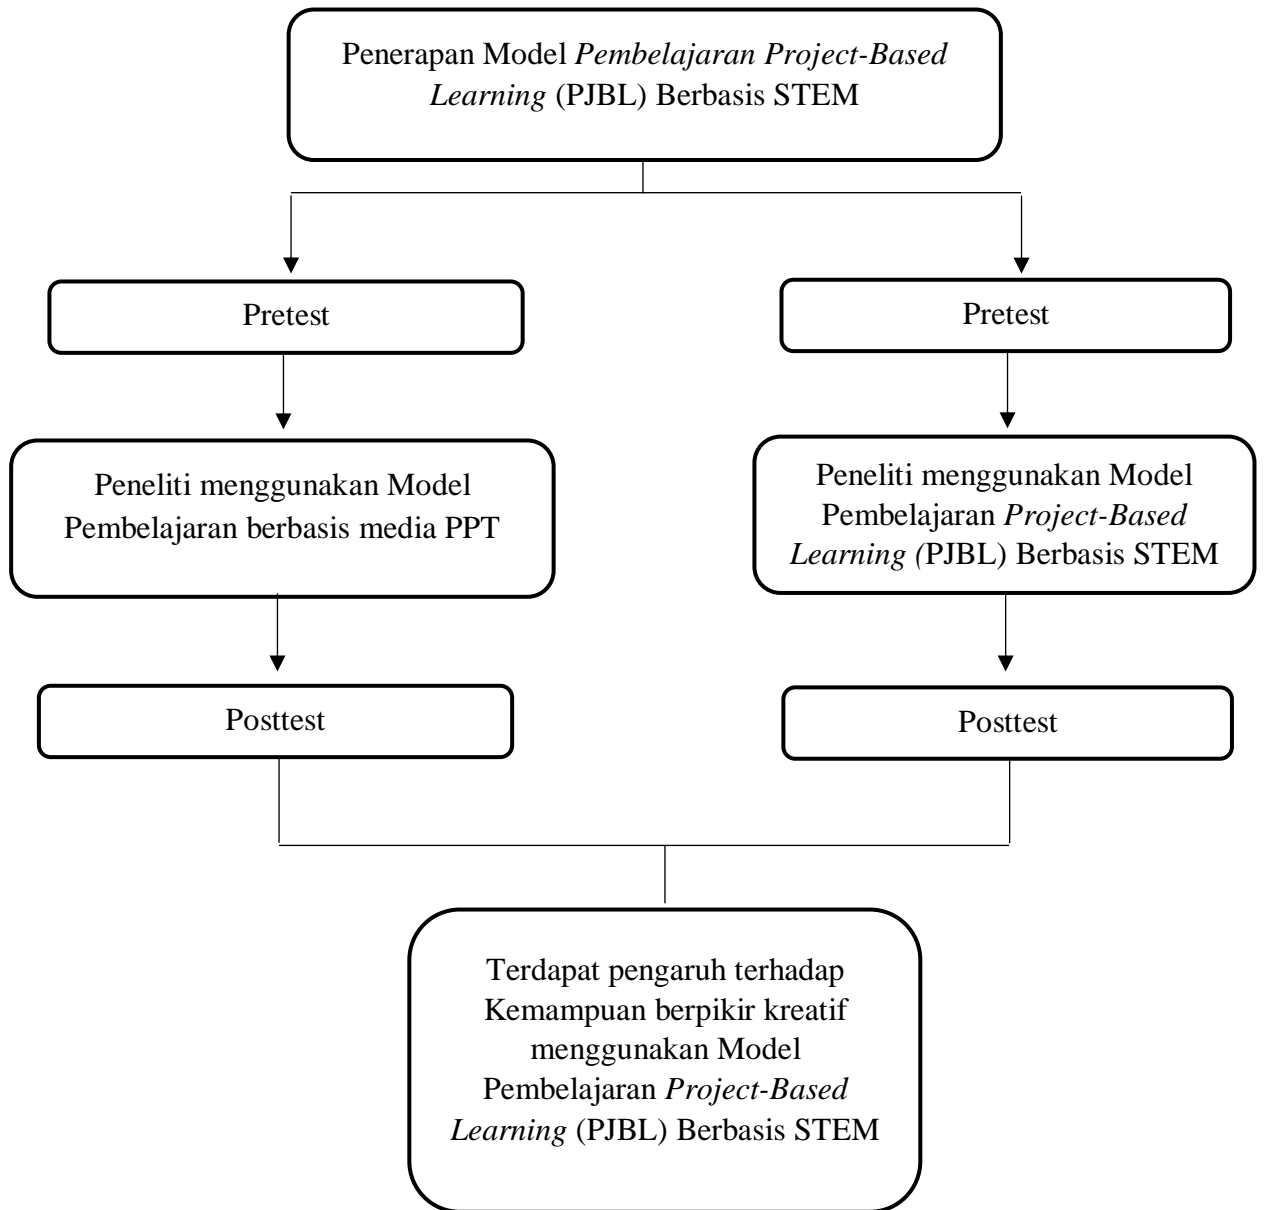 Penerapan Model Pembelajaran Project-Based
Learning (PJBL) Berbasis STEM
Pretest
Pretest
Peneliti menggunakan Model
Pembelajaran berbasis media PPT
Peneliti menggunakan Model
Pembelajaran Project-Based
Learning (PJBL) Berbasis STEM
Posttest
Posttest
Terdapat pengaruh terhadap
Kemampuan berpikir kreatif
menggunakan Model
Pembelajaran Project-Based
Learning (PJBL) Berbasis STEM